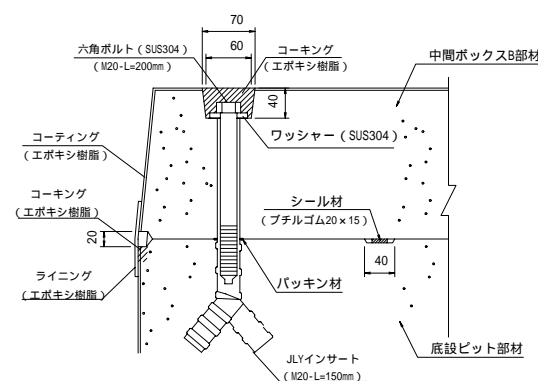 70
60
六角ボルト（SUS304）
（M20-L=200mm）
コーキング
（エポキシ樹脂）
中間ボックスB部材
40
ワッシャー（SUS304）
コーティング
（エポキシ樹脂）
コーキング
（エポキシ樹脂）
20
シール材
（ブチルゴム20×15）
40
ライニング
（エポキシ樹脂）
パッキン材
底設ピット部材
JLYインサート
（M20-L=150mm）